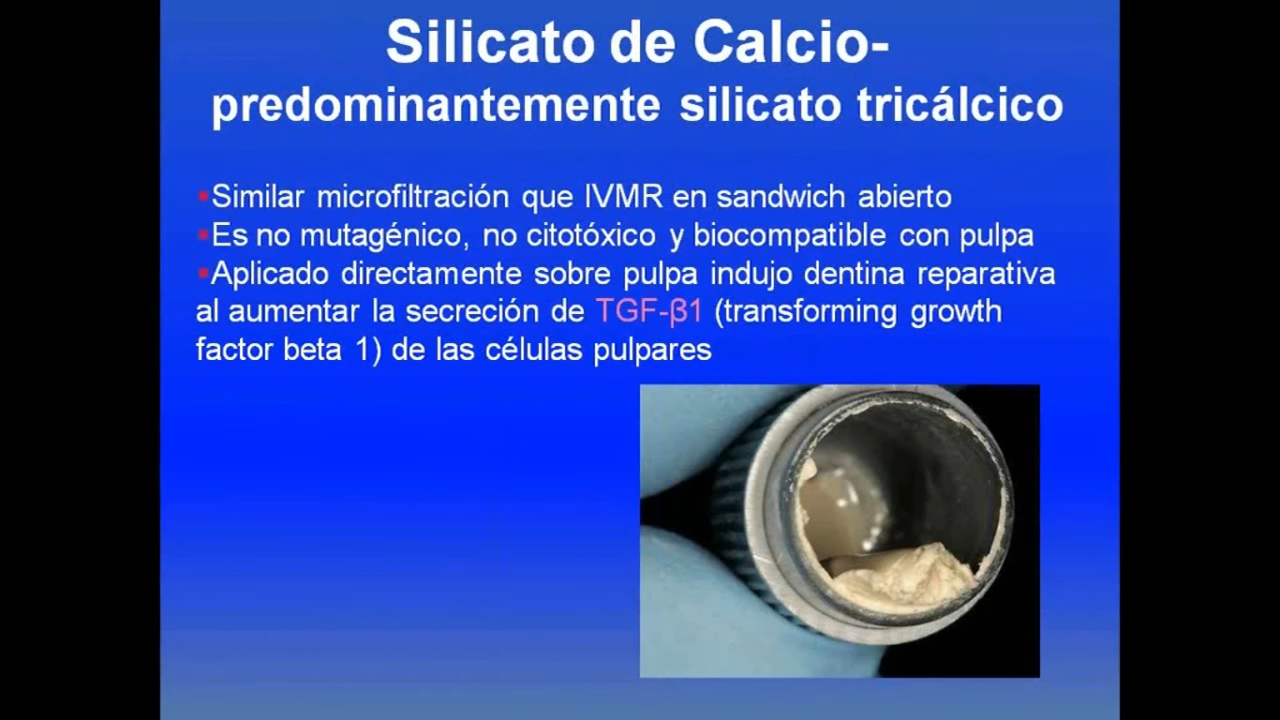 Silicato de Calcio-
predominantemente silicato tricálcico
▪Similar microfiltración que IVMR en sandwich abierto
▪Es no mutagénico, no citotóxico y biocompatible con pulpa
▪Aplicado directamente sobre pulpa indujo dentina reparativa
al aumentar la secreción de TGF-β1 (transforming growth
factor beta 1) de las células pulpares